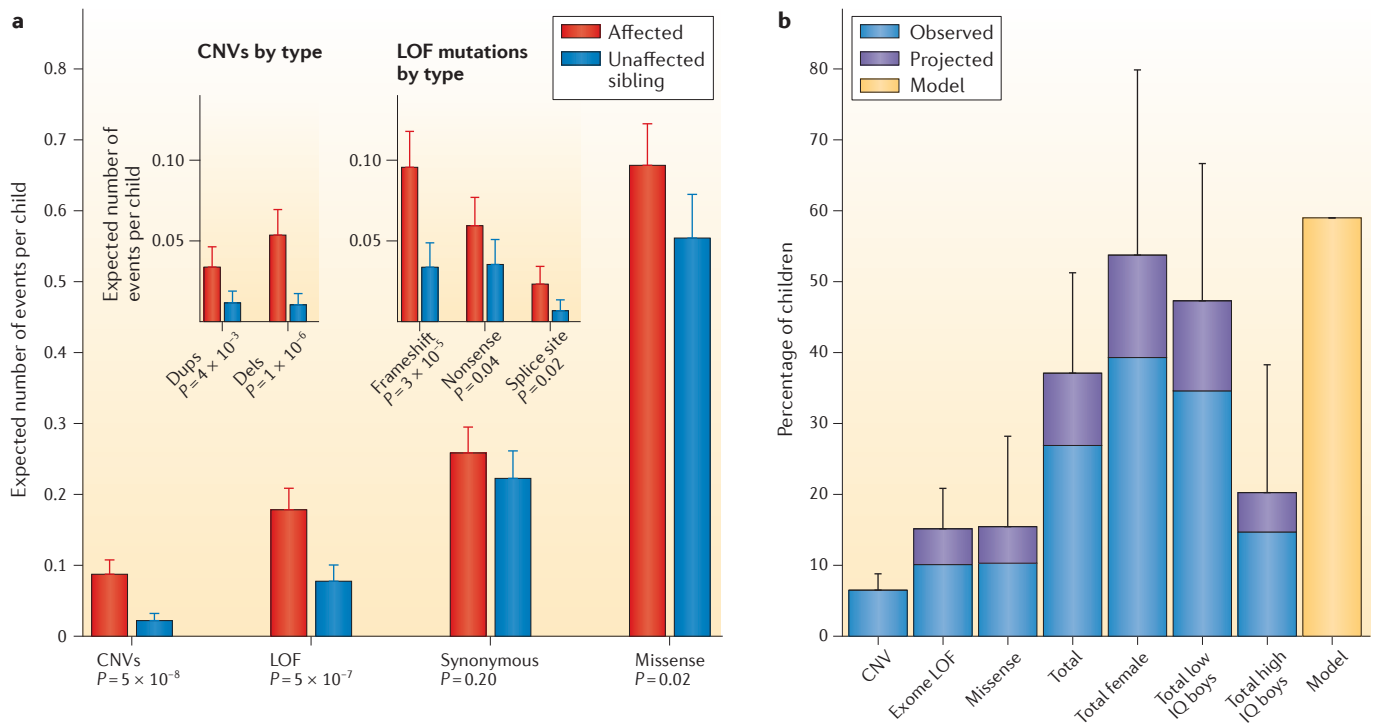 a
Affected
Unaffected
sibling
CNVs by type
LOF mutations
by type
Expected number of events per child
0.8
0.7
0.6
0.5
0.4
0.3
0.2
0.1
0
Expected number of
events per child
0.10
0.05
Dups
P = 4 × 10⁻³
Dels
P = 1 × 10⁻⁶
0.10
0.05
Frameshift
P = 3 × 10⁻⁵
Nonsense
P = 0.04
Splice site
P = 0.02
CNVs
P = 5 × 10⁻⁸
LOF
P = 5 × 10⁻⁷
Synonymous
P = 0.20
Missense
P = 0.02
b
Observed
Projected
Model
Percentage of children
80
70
60
50
40
30
20
10
0
CNV
Exome LOF
Missense
Total
Total female
Total low
IQ boys
Total high
IQ boys
Model